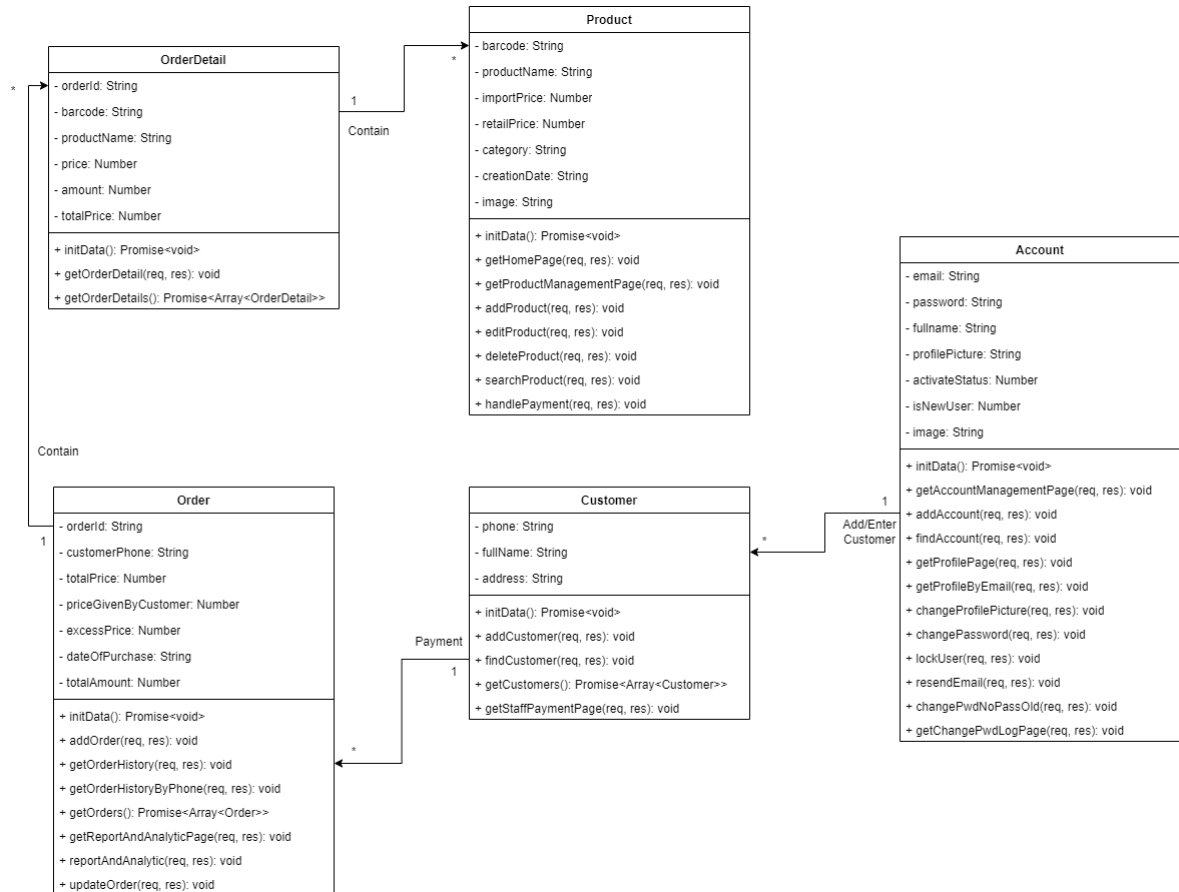 Product
- barcode: String
- productName: String
- importPrice: Number
- retailPrice: Number
- category: String
- creationDate: String
- image: String
+ initData(): Promise<void>
+ getHomePage(req, res): void
+ getProductManagementPage(req, res): void
+ addProduct(req, res): void
+ editProduct(req, res): void
+ deleteProduct(req, res): void
+ searchProduct(req, res): void
+ handlePayment(req, res): void
OrderDetail
- orderId: String
- barcode: String
- productName: String
- price: Number
- amount: Number
- totalPrice: Number
+ initData(): Promise<void>
+ getOrderDetail(req, res): void
+ getOrderDetails(): Promise<Array<OrderDetail>>
*
1
Contain
*
Account
- email: String
- password: String
- fullname: String
- profilePicture: String
- activateStatus: Number
- isNewUser: Number
- image: String
+ initData(): Promise<void>
+ getAccountManagementPage(req, res): void
+ addAccount(req, res): void
+ findAccount(req, res): void
+ getProfilePage(req, res): void
+ getProfileByEmail(req, res): void
+ changeProfilePicture(req, res): void
+ changePassword(req, res): void
+ lockUser(req, res): void
+ resendEmail(req, res): void
+ changePwdNoPassOld(req, res): void
+ getChangePwdLogPage(req, res): void
Contain
1
Order
- orderId: String
- customerPhone: String
- totalPrice: Number
- priceGivenByCustomer: Number
- excessPrice: Number
- dateOfPurchase: String
- totalAmount: Number
+ initData(): Promise<void>
+ addOrder(req, res): void
+ getOrderHistory(req, res): void
+ getOrderHistoryByPhone(req, res): void
+ getOrders(): Promise<Array<Order>>
+ getReportAndAnalyticPage(req, res): void
+ reportAndAnalytic(req, res): void
+ updateOrder(req, res): void
Customer
- phone: String
- fullName: String
- address: String
+ initData(): Promise<void>
+ addCustomer(req, res): void
+ findCustomer(req, res): void
+ getCustomers(): Promise<Array<Customer>>
+ getStaffPaymentPage(req, res): void
1
Add/Enter
Customer
*
Payment
1
*